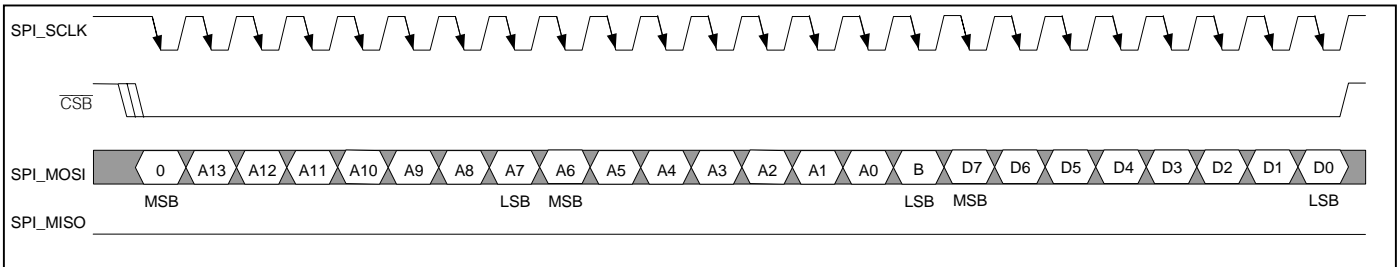 SPI_SCLK
CSB
SPI_MOSI 0 A13 A12 A11 A10 A9 A8 A7 A6 A5 A4 A3 A2 A1 A0 B D7 D6 D5 D4 D3 D2 D1 D0
MSB LSB MSB LSB MSB LSB
SPI_MISO